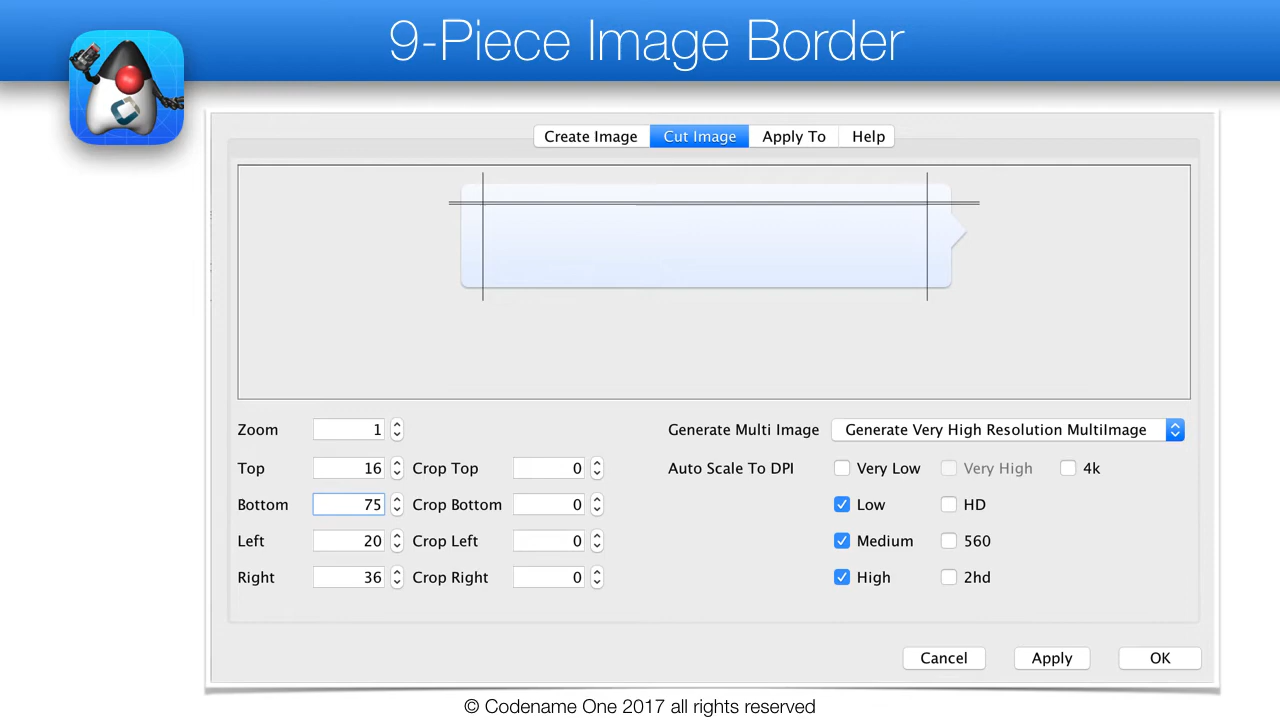 9-Piece Image Border
Create Image Cut Image Apply To Help
Zoom 1 Generate Multi Image Generate Very High Resolution MultiImage
Top 16 Crop Top 0 Auto Scale To DPI Very Low Very High 4k
Bottom 75 Crop Bottom 0 Low HD
Left 20 Crop Left 0 Medium 560
Right 36 Crop Right 0 High 2hd
Cancel Apply OK
© Codename One 2017 all rights reserved